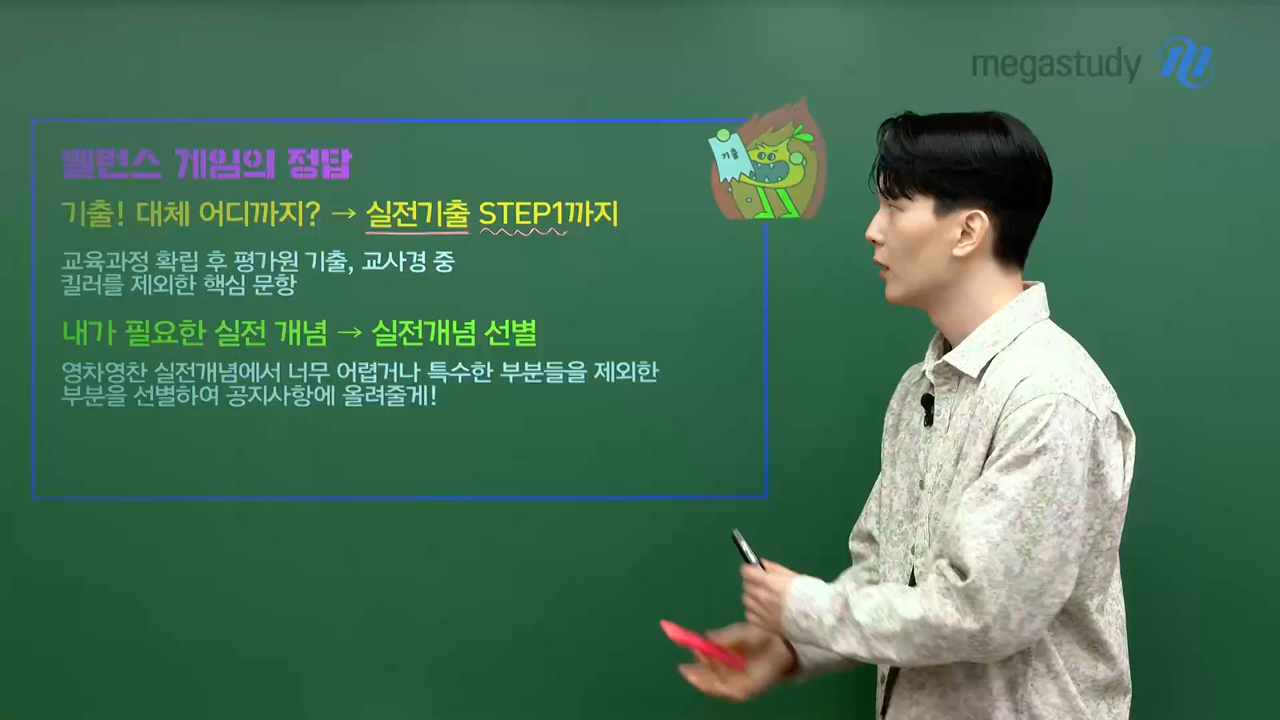 megastudy
밸런스 게임의 정답
기출
기출! 대체 어디까지? → 실전기출 STEP1까지
교육과정 확립 후 평가원 기출, 교사경 중
킬러를 제외한 핵심 문항
내가 필요한 실전 개념 → 실전개념 선별
영차영찬 실전개념에서 너무 어렵거나 특수한 부분들을 제외한
부분을 선별하여 공지사항에 올려줄게!